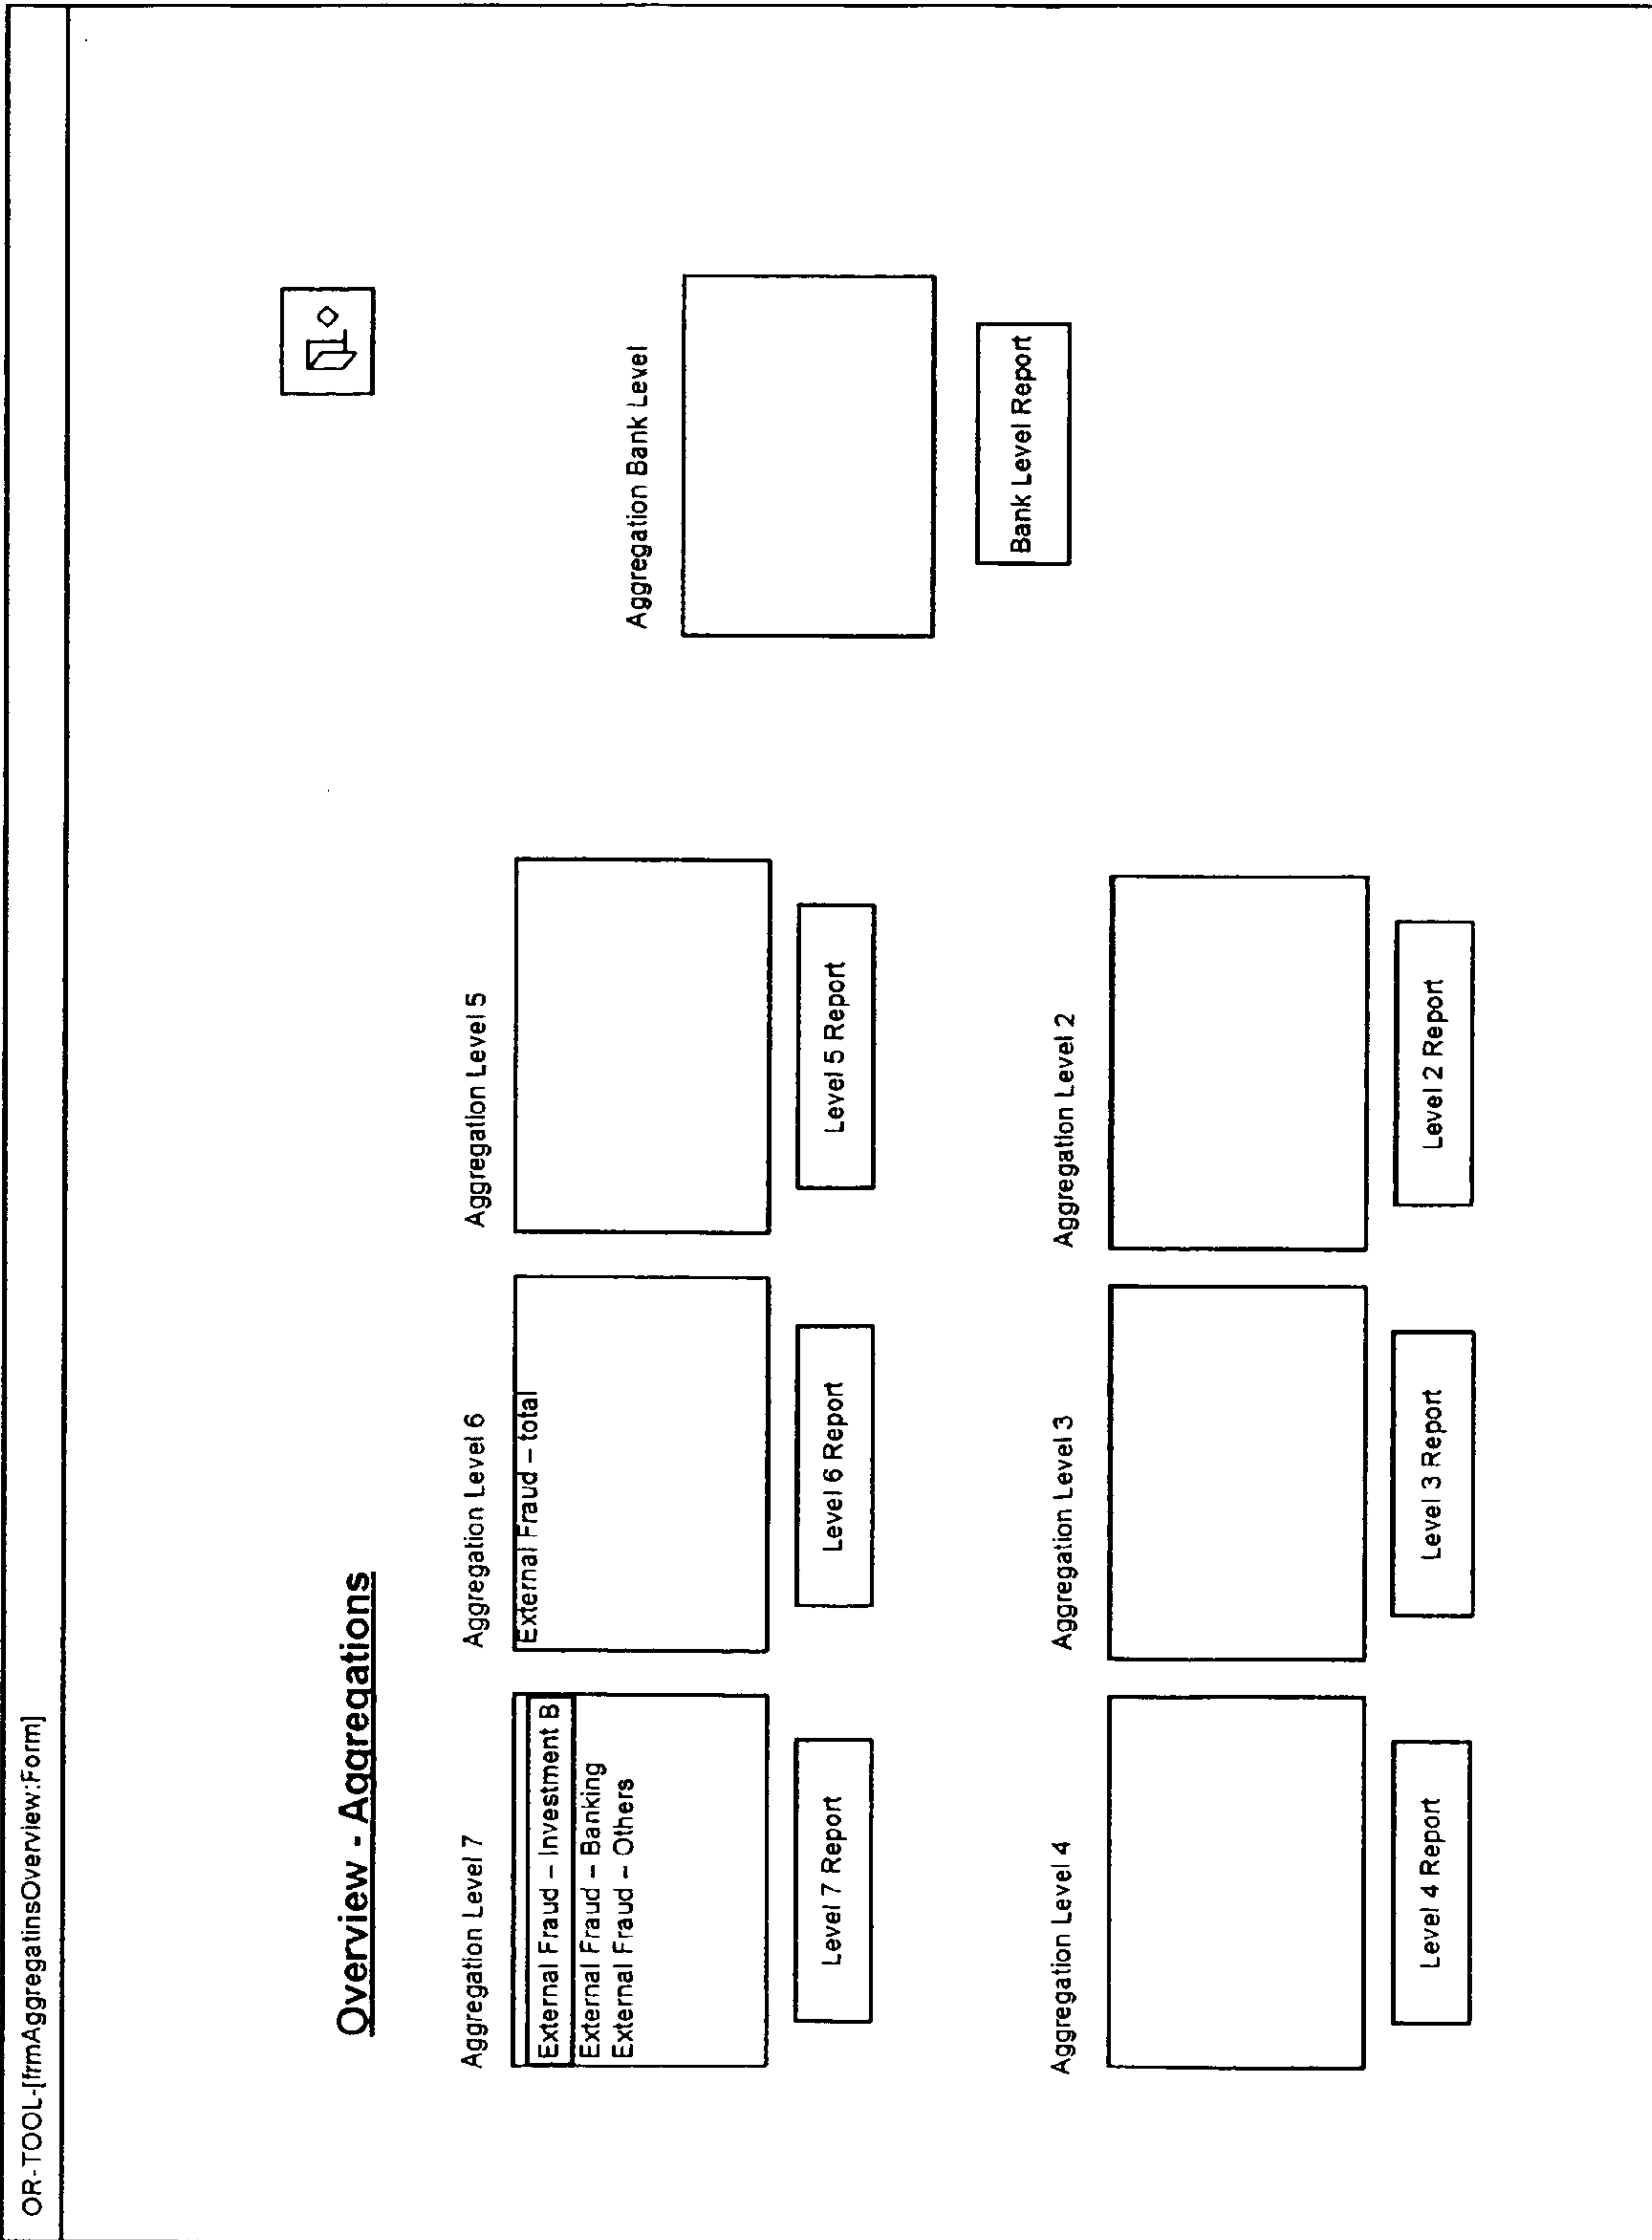 OR-TOOL-[frmAggregatinsOverview:Form]
Overview - Aggregations
Aggregation Level 7
External Fraud – Investment B
External Fraud – Banking
External Fraud – Others
Level 7 Report
Aggregation Level 6
External Fraud – total
Level 6 Report
Aggregation Level 5
Level 5 Report
Aggregation Bank Level
Bank Level Report
Aggregation Level 4
Level 4 Report
Aggregation Level 3
Level 3 Report
Aggregation Level 2
Level 2 Report